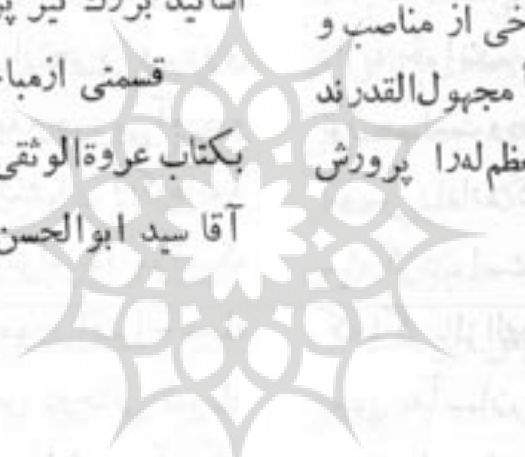 خی از مناصب و
مجهول‌القدرند
عظم‌له‌را پرورش
اساتید بزرگ نیز پر
قسمتی ازمبا
بکتاب عروة‌الوثقی
آقا سید ابوالحسن